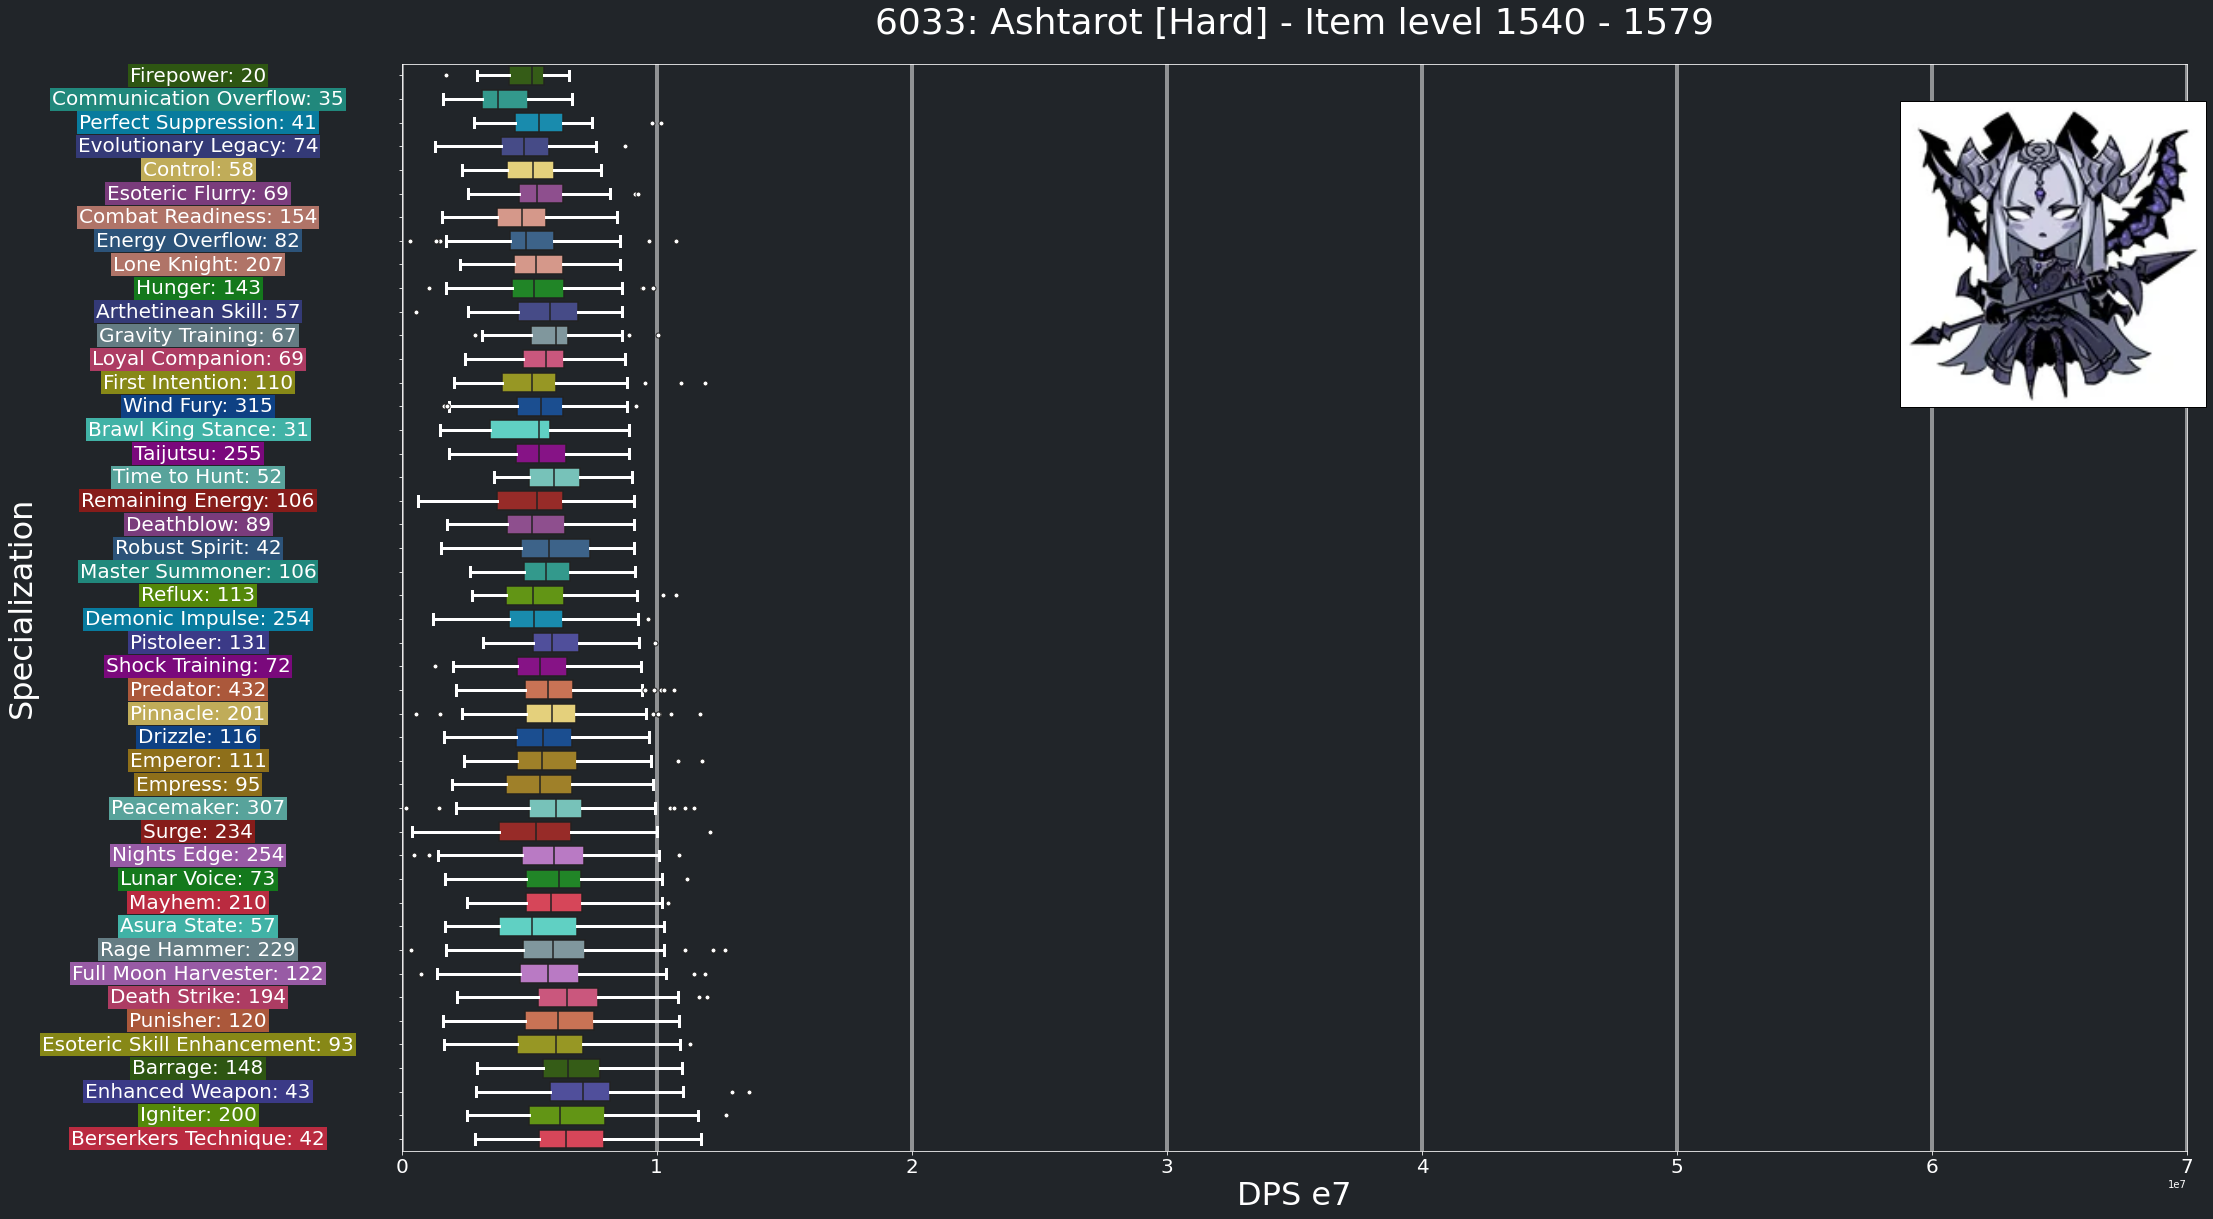 6033: Ashtarot [Hard] - Item level 1540 - 1579
Specialization
Firepower: 20
Communication Overflow: 35
Perfect Suppression: 41
Evolutionary Legacy: 74
Control: 58
Esoteric Flurry: 69
Combat Readiness: 154
Energy Overflow: 82
Lone Knight: 207
Hunger: 143
Arthetinean Skill: 57
Gravity Training: 67
Loyal Companion: 69
First Intention: 110
Wind Fury: 315
Brawl King Stance: 31
Taijutsu: 255
Time to Hunt: 52
Remaining Energy: 106
Deathblow: 89
Robust Spirit: 42
Master Summoner: 106
Reflux: 113
Demonic Impulse: 254
Pistoleer: 131
Shock Training: 72
Predator: 432
Pinnacle: 201
Drizzle: 116
Emperor: 111
Empress: 95
Peacemaker: 307
Surge: 234
Nights Edge: 254
Lunar Voice: 73
Mayhem: 210
Asura State: 57
Rage Hammer: 229
Full Moon Harvester: 122
Death Strike: 194
Punisher: 120
Esoteric Skill Enhancement: 93
Barrage: 148
Enhanced Weapon: 43
Igniter: 200
Berserkers Technique: 42
0 1 2 3 4 5 6 7
1e7
DPS e7